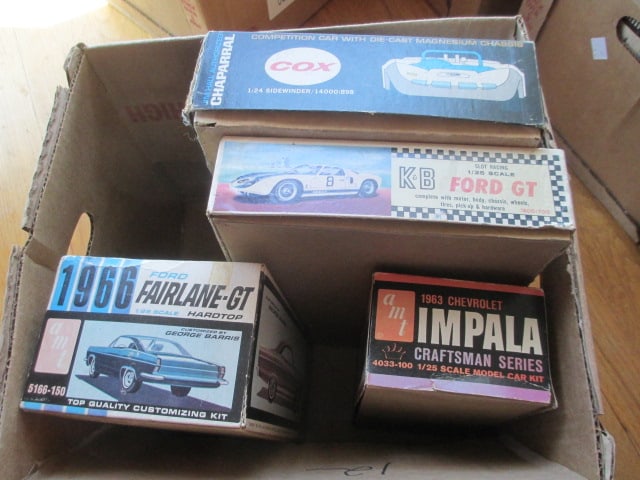 COMPETITION CAR WITH DIE-CAST MAGNESIUM CHASSIS
CHAPARRAL
COX
1:24 SIDEWINDER/14000:898
SLOT RACING
1/25 SCALE
K&B
FORD GT
complete with motor, body, chassis, wheels,
tires, pick up & hardware
8
1966
FORD
FAIRLANE-GT
1/25 SCALE HARDTOP
amt
CUSTOMIZED BY
GEORGE BARRIS
5166-150
TOP QUALITY CUSTOMIZING KIT
amt
1963 CHEVROLET
IMPALA
CRAFTSMAN SERIES
4033-100 1/25 SCALE MODEL CAR KIT